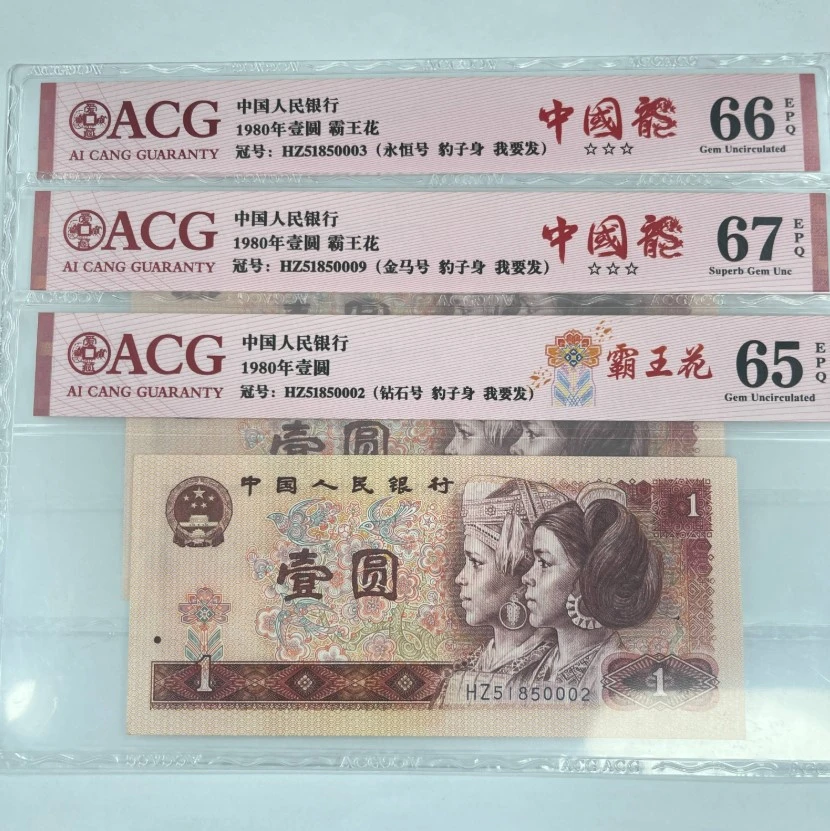 ACG
AI CANG GUARANTY
中国人民银行
1980年壹圆 霸王花
冠号：HZ51850003（永恒号 豹子身 我要发）
中國龍
☆☆☆
66
EPQ
Gem Uncirculated
ACG
AI CANG GUARANTY
中国人民银行
1980年壹圆 霸王花
冠号：HZ51850009（金马号 豹子身 我要发）
中國龍
☆☆☆
67
EPQ
Superb Gem Unc
ACG
AI CANG GUARANTY
中国人民银行
1980年壹圆
冠号：HZ51850002（钻石号 豹子身 我要发）
霸王花
65
EPQ
Gem Uncirculated
壹圆
中国人民银行
1
壹圆
1
HZ51850002
1